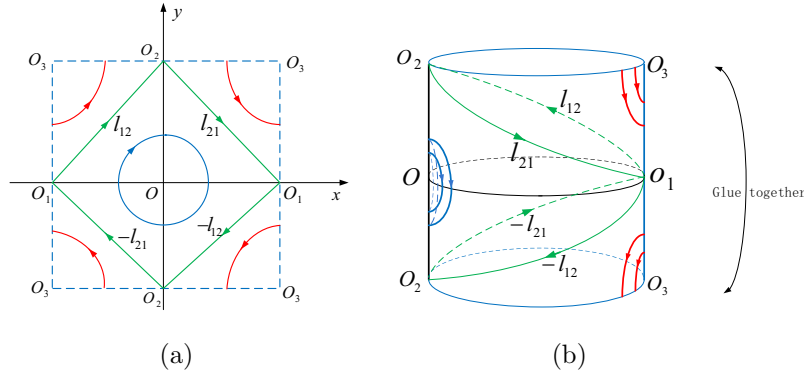 y
O₃
O₂
O₃
l₁₂
l₂₁
O₁
O
O₁
x
−l₂₁
−l₁₂
O₃
O₂
O₃
(a)
O₂
O₃
l₁₂
l₂₁
O
O₁
Glue together
−l₂₁
−l₁₂
O₂
O₃
(b)